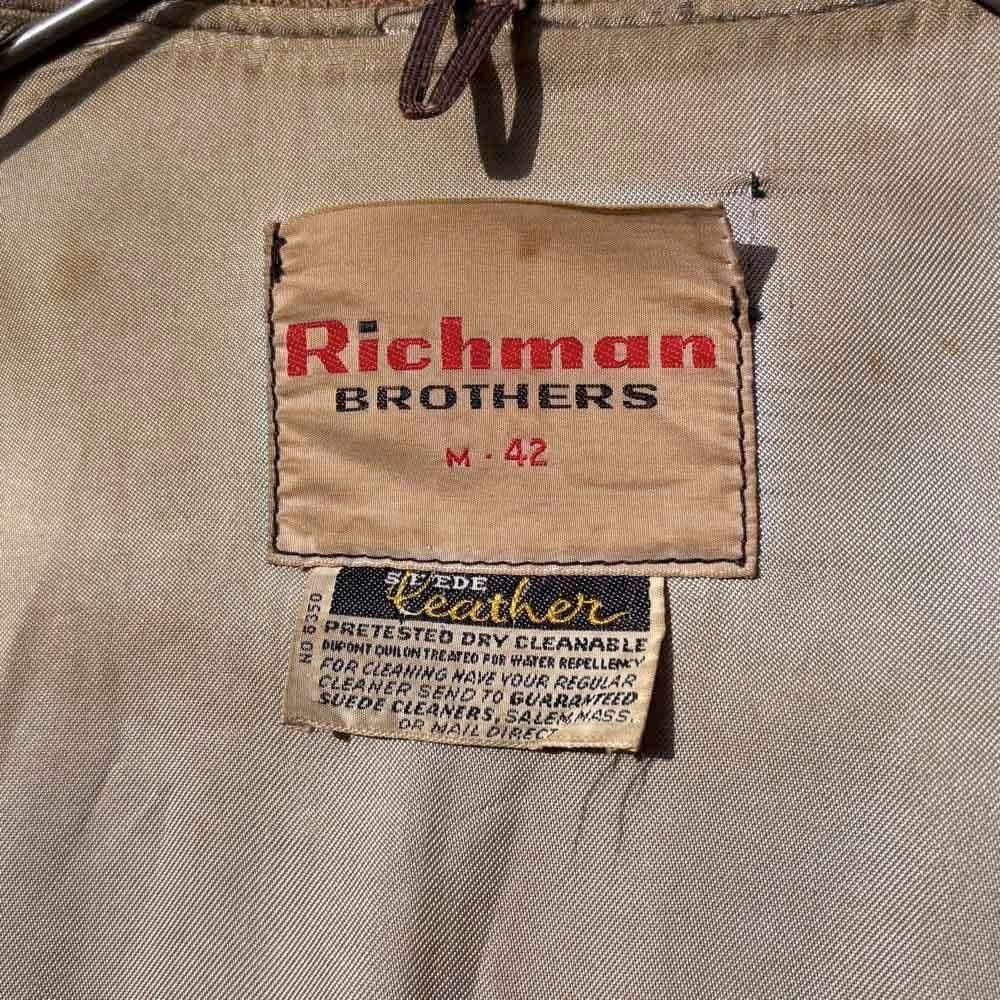 Richman
BROTHERS
M · 42
SUEDE
Leather
NO 6350
PRETESTED DRY CLEANABLE
DUPONT QUILON TREATED FOR WATER REPELLENCY
FOR CLEANING HAVE YOUR REGULAR
CLEANER SEND TO GUARANTEED
SUEDE CLEANERS, SALEM, MASS.
OR MAIL DIRECT